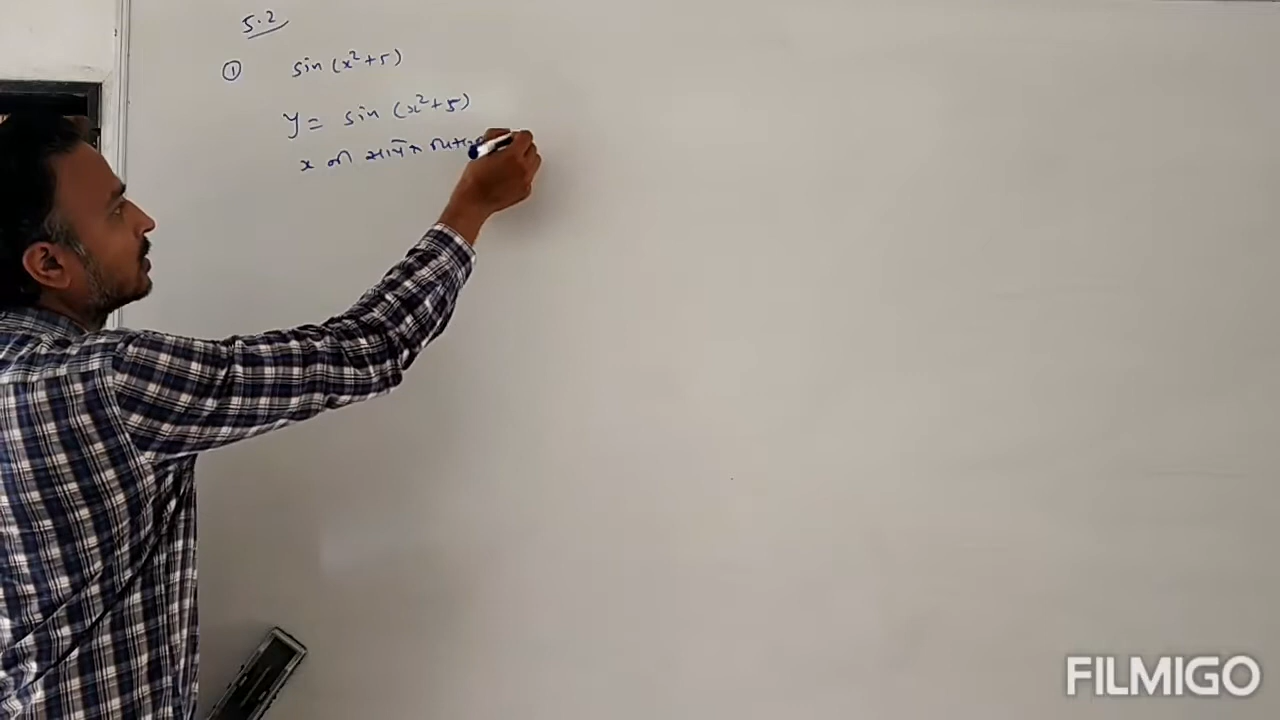 5.2
① sin (x²+5)
y = sin (x²+5)
x ની સાપેક્ષ
FILMIGO